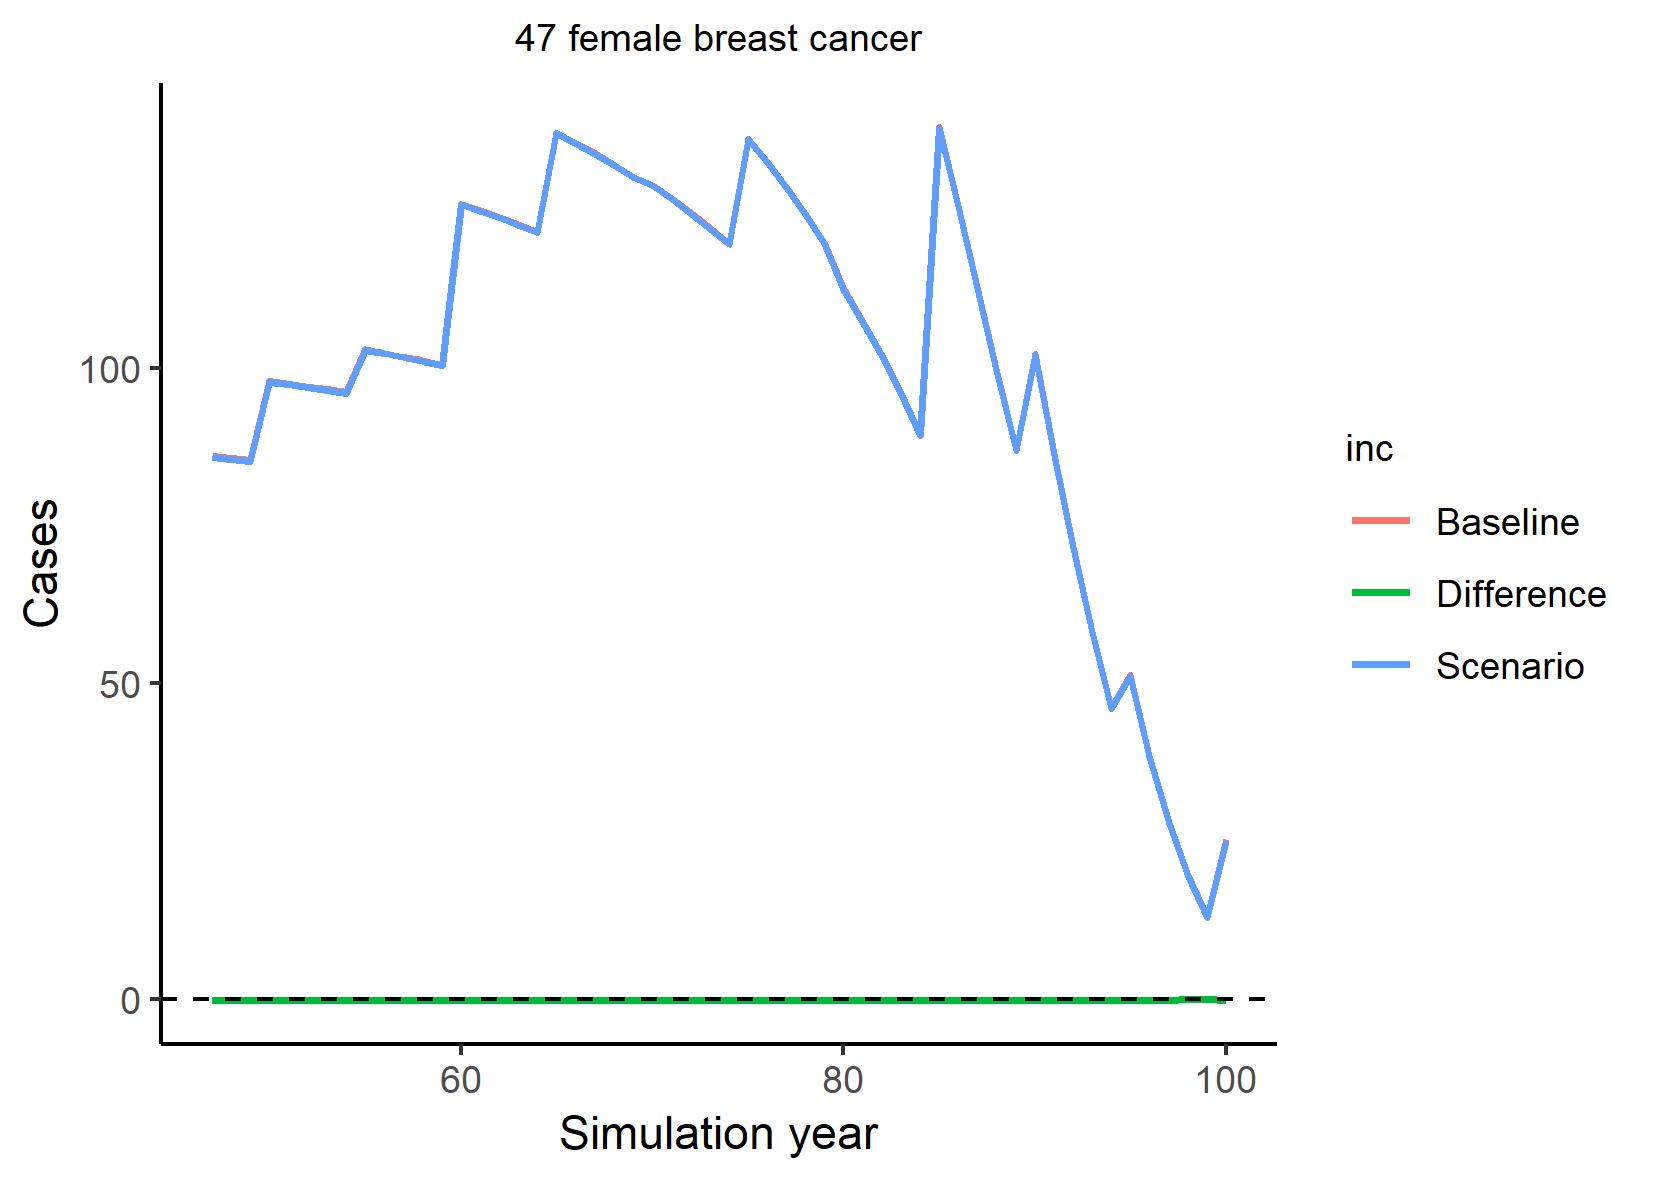 47 female breast cancer
Cases
100
50
0
60 80 100
Simulation year
inc
Baseline
Difference
Scenario